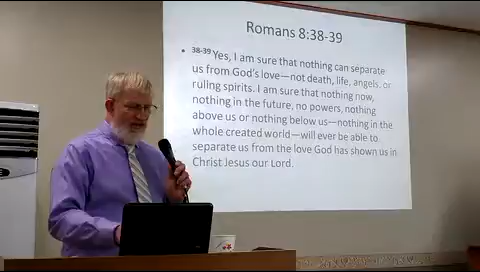 Romans 8:38-39
• 38-39 Yes, I am sure that nothing can separate
us from God's love—not death, life, angels, or
ruling spirits. I am sure that nothing now,
nothing in the future, no powers, nothing
above us or nothing below us—nothing in the
whole created world—will ever be able to
separate us from the love God has shown us in
Christ Jesus our Lord.